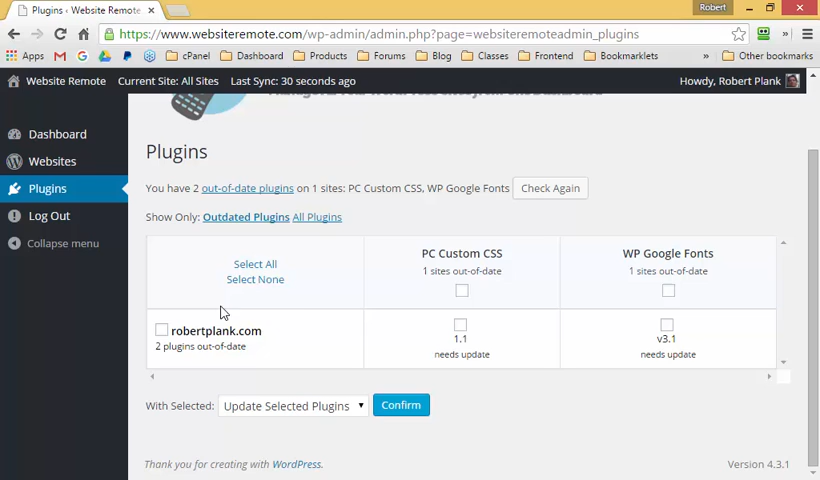 Plugins ‹ Website Remote
Robert
https://www.websiteremote.com/wp-admin/admin.php?page=websiteremoteadmin_plugins
Apps cPanel Dashboard Products Forums Blog Classes Frontend Bookmarklets » Other bookmarks
Website Remote Current Site: All Sites Last Sync: 30 seconds ago Howdy, Robert Plank
Dashboard
Websites
Plugins
Log Out
Collapse menu
Plugins
You have 2 out-of-date plugins on 1 sites: PC Custom CSS, WP Google Fonts Check Again
Show Only: Outdated Plugins All Plugins
Select All
Select None
PC Custom CSS
1 sites out-of-date
WP Google Fonts
1 sites out-of-date
robertplank.com
2 plugins out-of-date
1.1
needs update
v3.1
needs update
With Selected: Update Selected Plugins Confirm
Thank you for creating with WordPress. Version 4.3.1